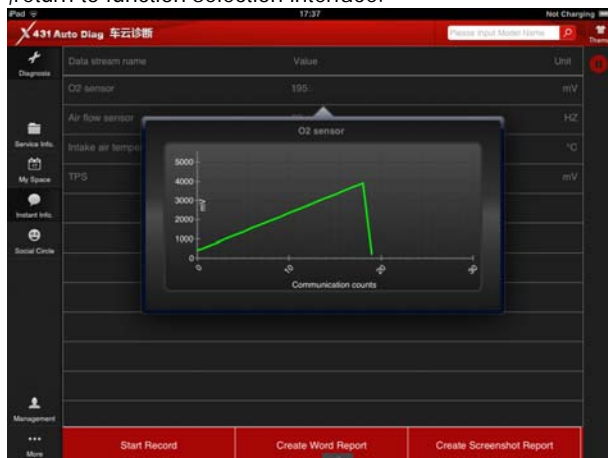 return to function selection interface.
iPad
17:37
Not Charging
X431 Auto Diag 车云诊断
Please Input Model Name
Theme
Diagnosis
Data stream name Value Unit
O2 sensor 195 mV
Air flow sensor HZ
Service Info.
Intake air temper °C
My Space
TPS mV
Instant Info.
Social Circle
O2 sensor
5000
4000
3000
2000
1000
0
mV
0 10 20 30
Communication counts
Management
More
Start Record Create Word Report Create Screenshot Report